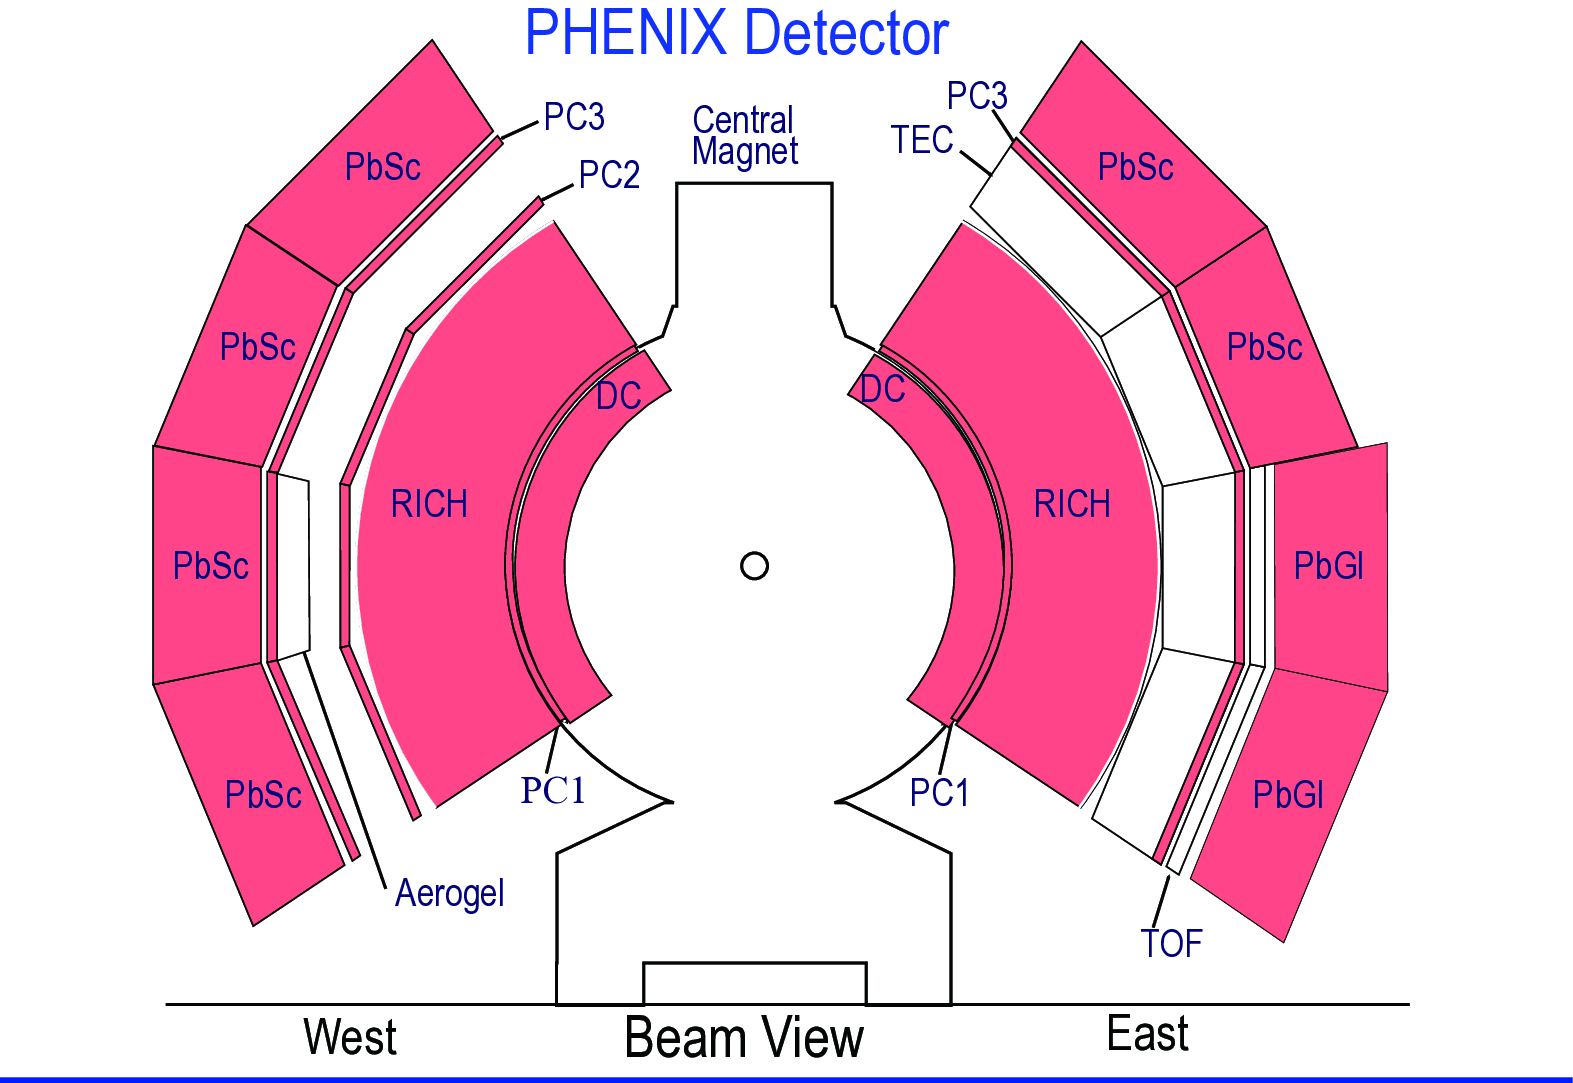 PHENIX Detector
PC3
PC3
Central
Magnet
TEC
PbSc
PC2
PbSc
PbSc
PbSc
DC
DC
RICH
RICH
PbSc
PbGl
PbSc
PC1
PC1
PbGl
Aerogel
TOF
West
Beam View
East